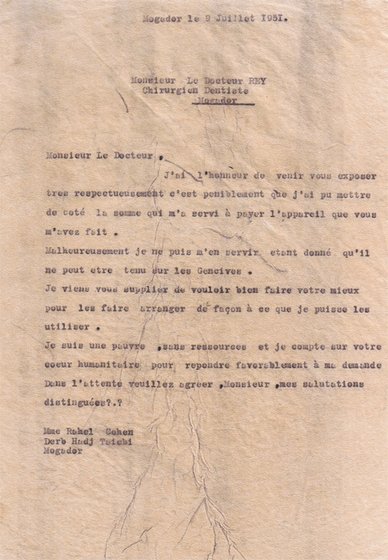 Mogador le 9 Juillet 1951.
Monsieur Le Docteur REY
Chirurgien Dentiste
Mogador
Monsieur Le Docteur.
J'ai l'honneur de venir vous exposer
tres respectueusement c'est peniblement que j'ai pu mettre
de coté la somme qui m'a servi à payer l'appareil que vous
m'avez fait .
Malheureusement je ne puis m'en servir etant donné qu'il
ne peut etre tenu sur les Gencives .
Je viens vous supplier de vouloir bien faire votre mieux
pour les faire arranger de façon à ce que je puisse les
utiliser .
Je suis une pauvre ,sans ressources et je compte sur votre
coeur humanitaire pour repondre favorablement à ma demande
Dans l'attente veuillez agreer ,Monsieur ,mes salutations
distinguées?.?
Mme Rahel Cohen
Derb Hadj Taibi
Mogador